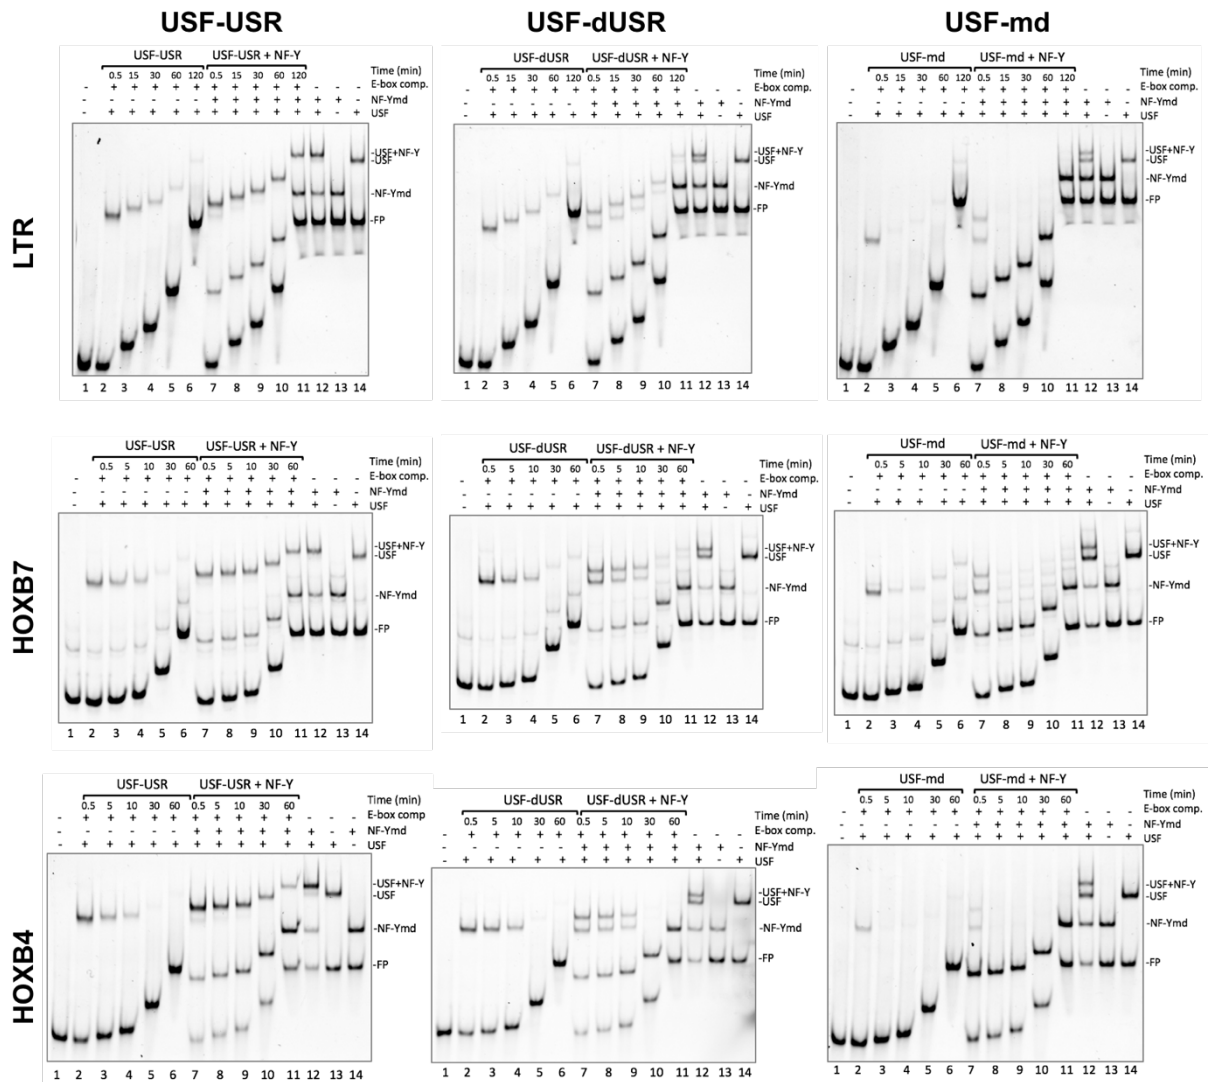 USF-USR USF-dUSR USF-md
LTR
USF-USR USF-USR + NF-Y
0.5 15 30 60 120 0.5 15 30 60 120 Time (min)
- + + + + + + + + + + - - - E-box comp.
- - - - - - + + + + + + + - NF-Ymd
- + + + + + + + + + + + - + USF
-USF+NF-Y
-USF
-NF-Ymd
-FP
1 2 3 4 5 6 7 8 9 10 11 12 13 14
USF-dUSR USF-dUSR + NF-Y
0.5 15 30 60 120 0.5 15 30 60 120 Time (min)
- + + + + + + + + + + - - - E-box comp.
- - - - - - + + + + + + + - NF-Ymd
- + + + + + + + + + + + - + USF
-USF+NF-Y
-USF
-NF-Ymd
-FP
1 2 3 4 5 6 7 8 9 10 11 12 13 14
USF-md USF-md + NF-Y
0.5 15 30 60 120 0.5 15 30 60 120 Time (min)
- + + + + + + + + + + - - - E-box comp.
- - - - - - + + + + + + + - NF-Ymd
- + + + + + + + + + + + - + USF
-USF+NF-Y
-USF
-NF-Ymd
-FP
1 2 3 4 5 6 7 8 9 10 11 12 13 14
HOXB7
USF-USR USF-USR + NF-Y
0.5 5 10 30 60 0.5 5 10 30 60 Time (min)
- + + + + + + + + + + - - - E-box comp.
- - - - - - + + + + + + + - NF-Ymd
- + + + + + + + + + + + - + USF
-USF+NF-Y
-USF
-NF-Ymd
-FP
1 2 3 4 5 6 7 8 9 10 11 12 13 14
USF-dUSR USF-dUSR + NF-Y
0.5 5 10 30 60 0.5 5 10 30 60 Time (min)
- + + + + + + + + + + - - - E-box comp.
- - - - - - + + + + + + + - NF-Ymd
- + + + + + + + + + + + - + USF
-USF+NF-Y
-USF
-NF-Ymd
-FP
1 2 3 4 5 6 7 8 9 10 11 12 13 14
USF-md USF-md + NF-Y
0.5 5 10 30 60 0.5 5 10 30 60 Time (min)
- + + + + + + + + + + - - - E-box comp.
- - - - - - + + + + + + + - NF-Ymd
- + + + + + + + + + + + - + USF
-USF+NF-Y
-USF
-NF-Ymd
-FP
1 2 3 4 5 6 7 8 9 10 11 12 13 14
HOXB4
USF-USR USF-USR + NF-Y
0.5 5 10 30 60 0.5 5 10 30 60 Time (min)
- + + + + + + + + + + - - - E-box comp
- - - - - - + + + + + + - + NF-Ymd
- + + + + + + + + + + + + - USF
-USF+NF-Y
-USF
-NF-Ymd
-FP
1 2 3 4 5 6 7 8 9 10 11 12 13 14
USF-dUSR USF-dUSR + NF-Y
0.5 5 10 30 60 0.5 5 10 30 60 Time (min)
- + + + + + + + + + + - - - E-box comp.
- - - - - - + + + + + + + - NF-Ymd
- + + + + + + + + + + + - + USF
-USF+NF-Y
-USF
-NF-Ymd
-FP
1 2 3 4 5 6 7 8 9 10 11 12 13 14
USF-md USF-md + NF-Y
0.5 5 10 30 60 0.5 5 10 30 60 Time (min)
- + + + + + + + + + + - - - E-box comp.
- - - - - - + + + + + + + - NF-Ymd
- + + + + + + + + + + + - + USF
-USF+NF-Y
-USF
-NF-Ymd
-FP
1 2 3 4 5 6 7 8 9 10 11 12 13 14